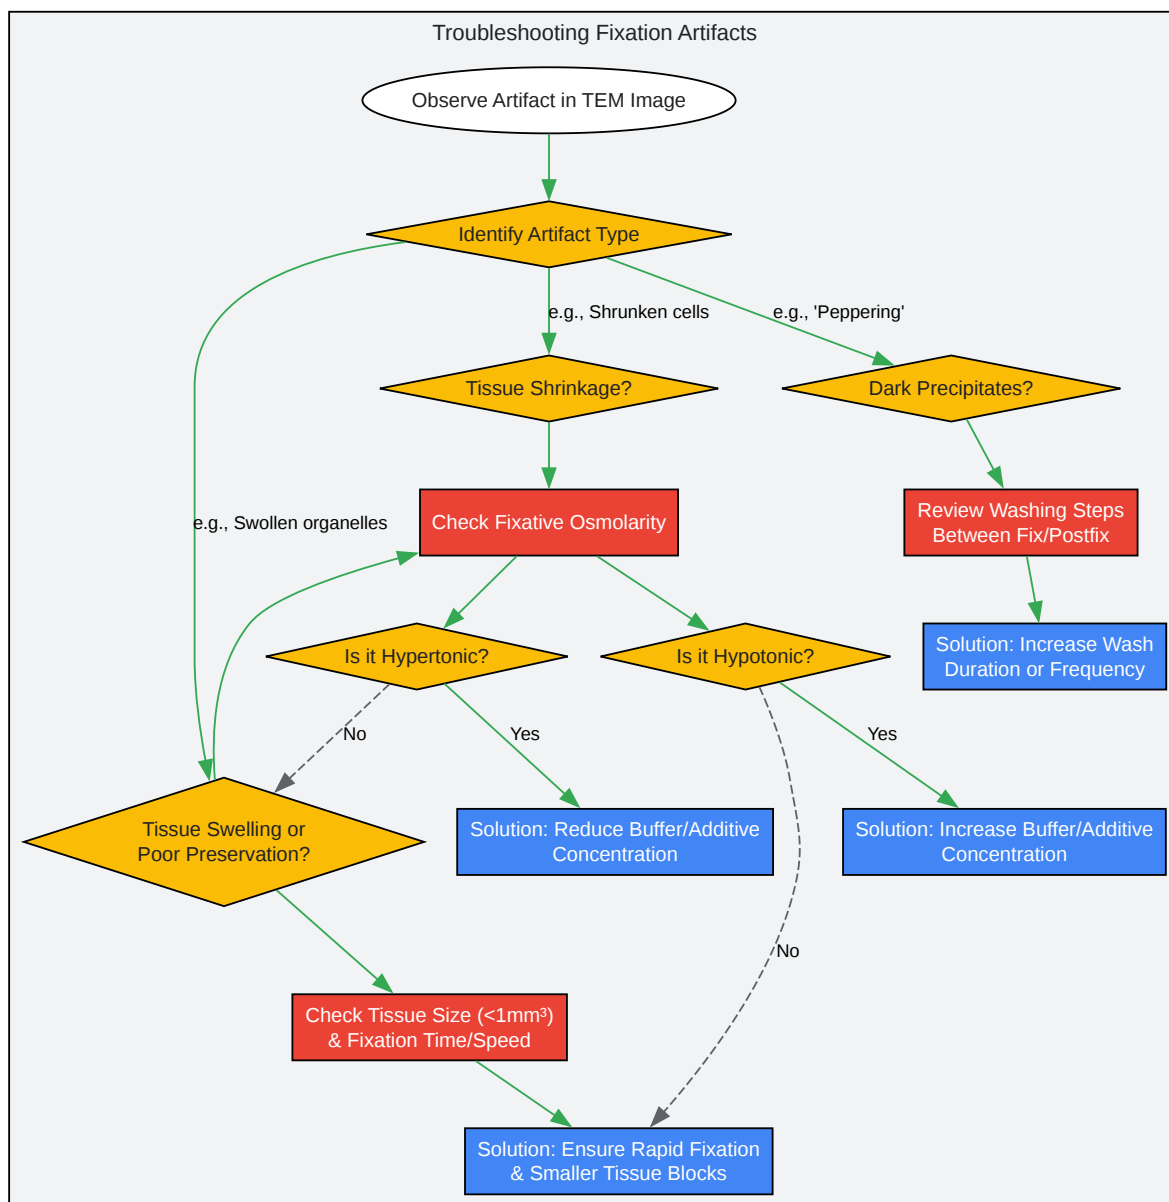 Troubleshooting Fixation Artifacts
Observe Artifact in TEM Image
Identify Artifact Type
e.g., Shrunken cells
e.g., 'Peppering'
Tissue Shrinkage?
Dark Precipitates?
e.g., Swollen organelles
Check Fixative Osmolarity
Review Washing Steps
Between Fix/Postfix
Is it Hypertonic?
Is it Hypotonic?
Solution: Increase Wash
Duration or Frequency
No
Yes
Yes
Tissue Swelling or
Poor Preservation?
Solution: Reduce Buffer/Additive
Concentration
Solution: Increase Buffer/Additive
Concentration
No
Check Tissue Size (<1mm³)
& Fixation Time/Speed
Solution: Ensure Rapid Fixation
& Smaller Tissue Blocks